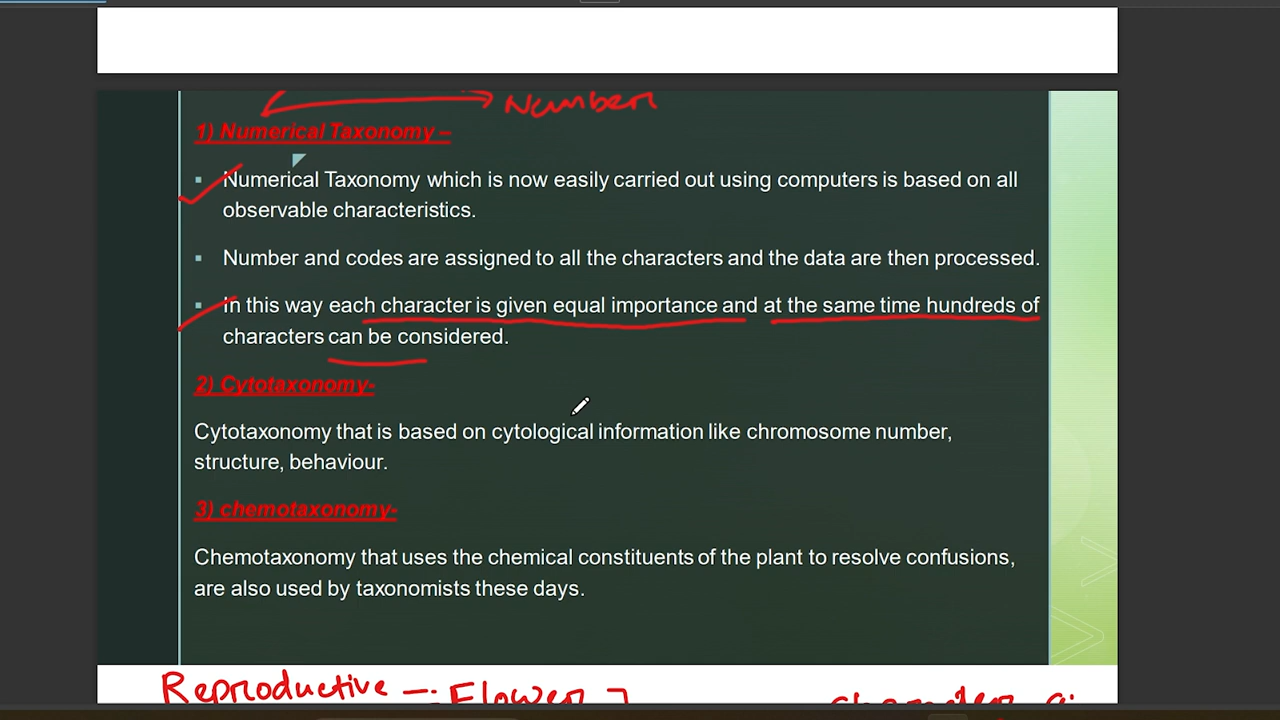 Number
1) Numerical Taxonomy –
▪ Numerical Taxonomy which is now easily carried out using computers is based on all
observable characteristics.
▪ Number and codes are assigned to all the characters and the data are then processed.
▪ In this way each character is given equal importance and at the same time hundreds of
characters can be considered.
2) Cytotaxonomy-
Cytotaxonomy that is based on cytological information like chromosome number,
structure, behaviour.
3) chemotaxonomy-
Chemotaxonomy that uses the chemical constituents of the plant to resolve confusions,
are also used by taxonomists these days.
Reproductive – Flower